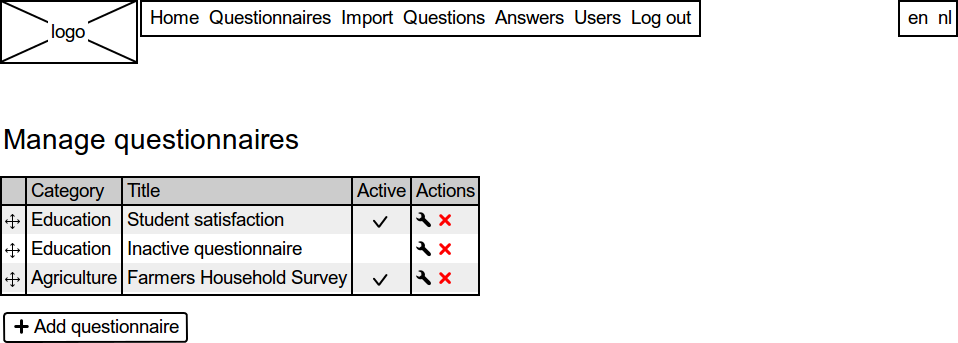 logo Home Questionnaires Import Questions Answers Users Log out en nl
Manage questionnaires
Category Title Active Actions
Education Student satisfaction
Education Inactive questionnaire
Agriculture Farmers Household Survey
Add questionnaire